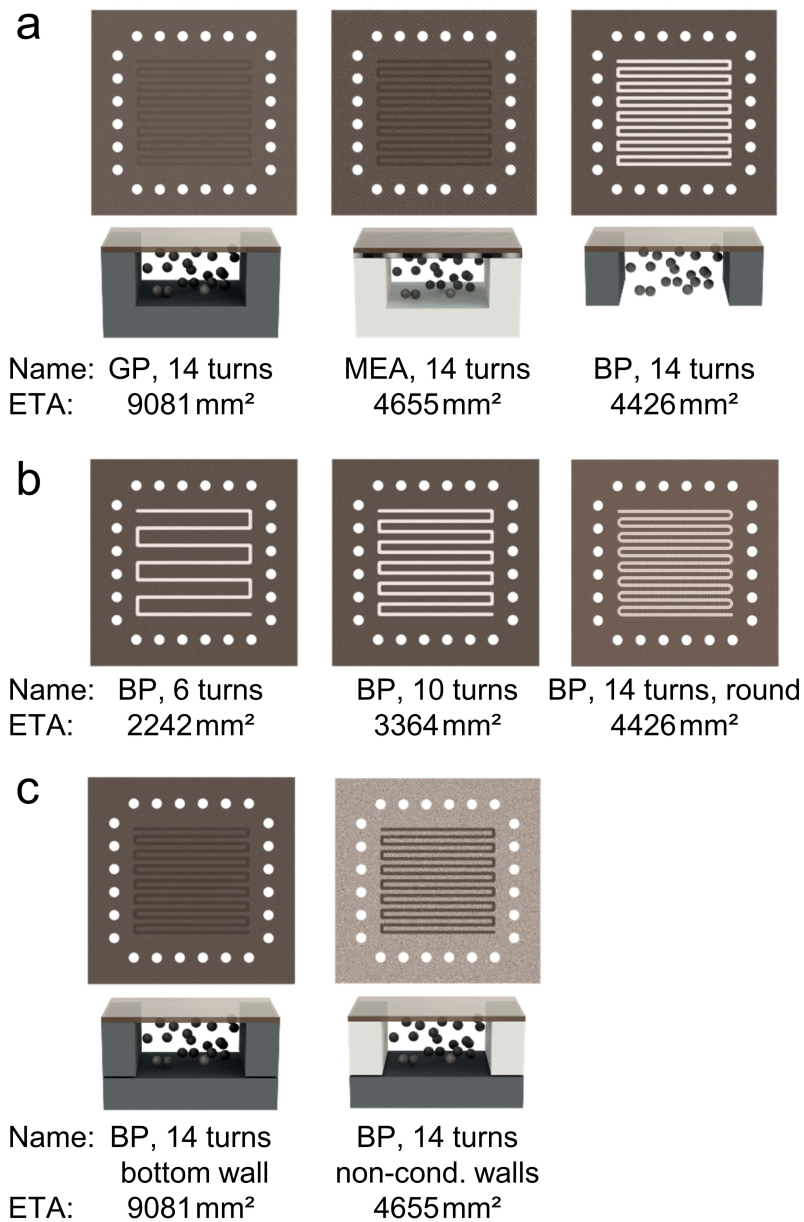 a
Name: GP, 14 turns MEA, 14 turns BP, 14 turns
ETA: 9081 mm² 4655 mm² 4426 mm²
b
Name: BP, 6 turns BP, 10 turns BP, 14 turns, round
ETA: 2242 mm² 3364 mm² 4426 mm²
c
Name: BP, 14 turns BP, 14 turns
bottom wall non-cond. walls
ETA: 9081 mm² 4655 mm²